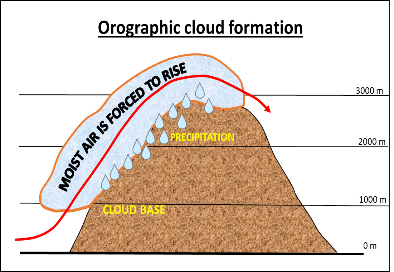 Orographic cloud formation
MOIST AIR IS FORCED TO RISE
3000 m
PRECIPITATION
2000 m
CLOUD BASE
1000 m
0 m